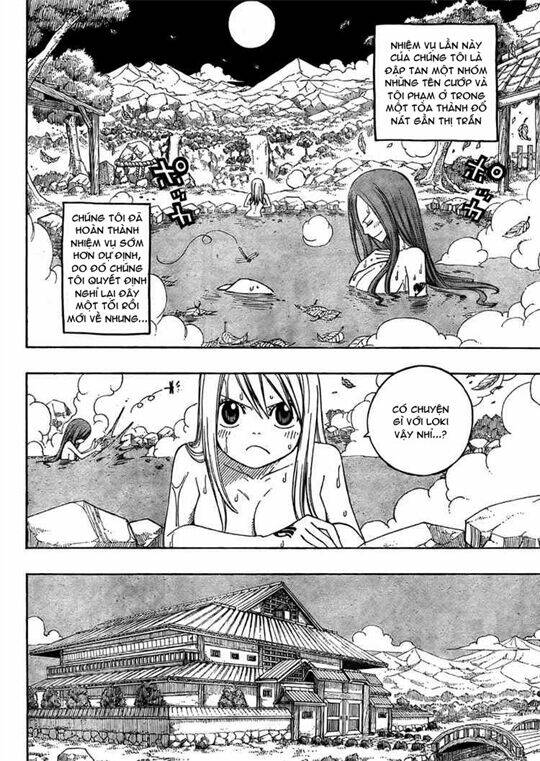 NHIỆM VỤ LẦN NÀY
CỦA CHÚNG TÔI LÀ
ĐẬP TAN MỘT NHÓM
NHỮNG TÊN CƯỚP VÀ
TỘI PHẠM Ở TRONG
MỘT TÒA THÀNH ĐỔ
NÁT GẦN THỊ TRẤN
CHÚNG TÔI ĐÃ
HOÀN THÀNH
NHIỆM VỤ SỚM
HƠN DỰ ĐỊNH,
DO ĐÓ CHÚNG
TÔI QUYẾT ĐỊNH
NGHỈ LẠI ĐÂY
MỘT TỐI RỒI
MỚI VỀ NHƯNG...
CÓ CHUYỆN
GÌ VỚI LOKI
VẬY NHỈ...?